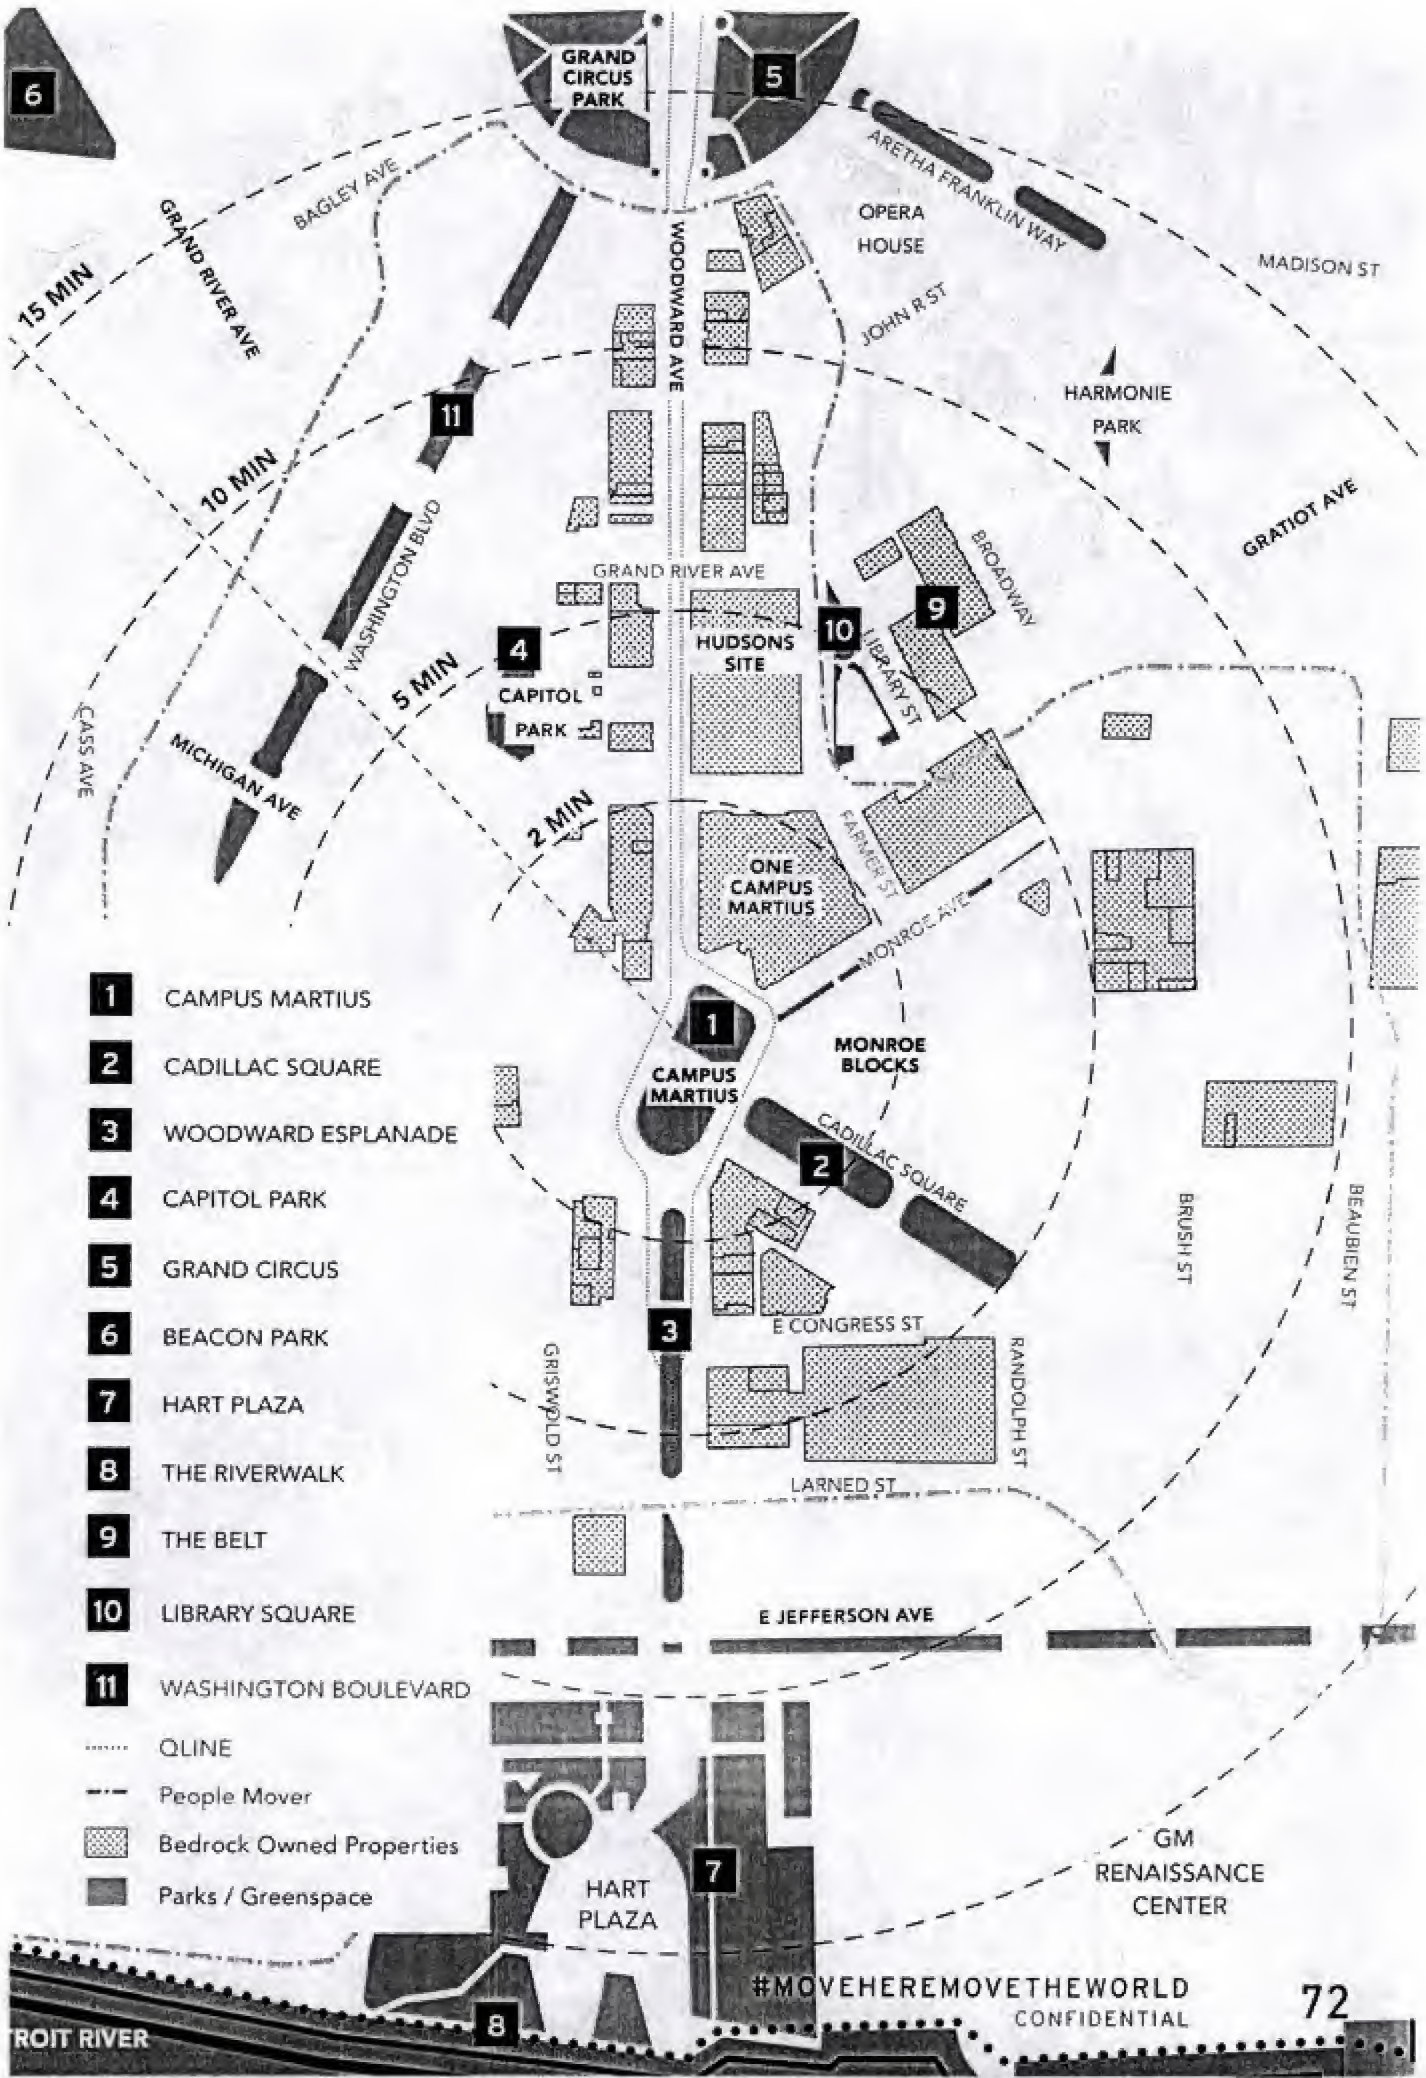 GRAND
CIRCUS
PARK
5
6
ARETHA FRANKLIN WAY
BAGLEY AVE
GRAND RIVER AVE
OPERA
HOUSE
WOODWARD AVE
MADISON ST
15 MIN
JOHN R ST
HARMONIE
PARK
11
10 MIN
GRATIOT AVE
WASHINGTON BLVD
GRAND RIVER AVE
BROADWAY
9
10
LIBRARY ST
HUDSONS
SITE
4
CAPITOL
PARK
5 MIN
CASS AVE
MICHIGAN AVE
2 MIN
FARMER ST
ONE
CAMPUS
MARTIUS
MONROE AVE
1
CAMPUS
MARTIUS
MONROE
BLOCKS
CADILLAC SQUARE
2
BRUSH ST
BEAUBIEN ST
3
E CONGRESS ST
GRISWOLD ST
RANDOLPH ST
LARNED ST
E JEFFERSON AVE
1 CAMPUS MARTIUS
2 CADILLAC SQUARE
3 WOODWARD ESPLANADE
4 CAPITOL PARK
5 GRAND CIRCUS
6 BEACON PARK
7 HART PLAZA
8 THE RIVERWALK
9 THE BELT
10 LIBRARY SQUARE
11 WASHINGTON BOULEVARD
QLINE
People Mover
Bedrock Owned Properties
Parks / Greenspace
7
HART
PLAZA
GM
RENAISSANCE
CENTER
8
#MOVEHEREMOVETHEWORLD
CONFIDENTIAL
72
TROIT RIVER